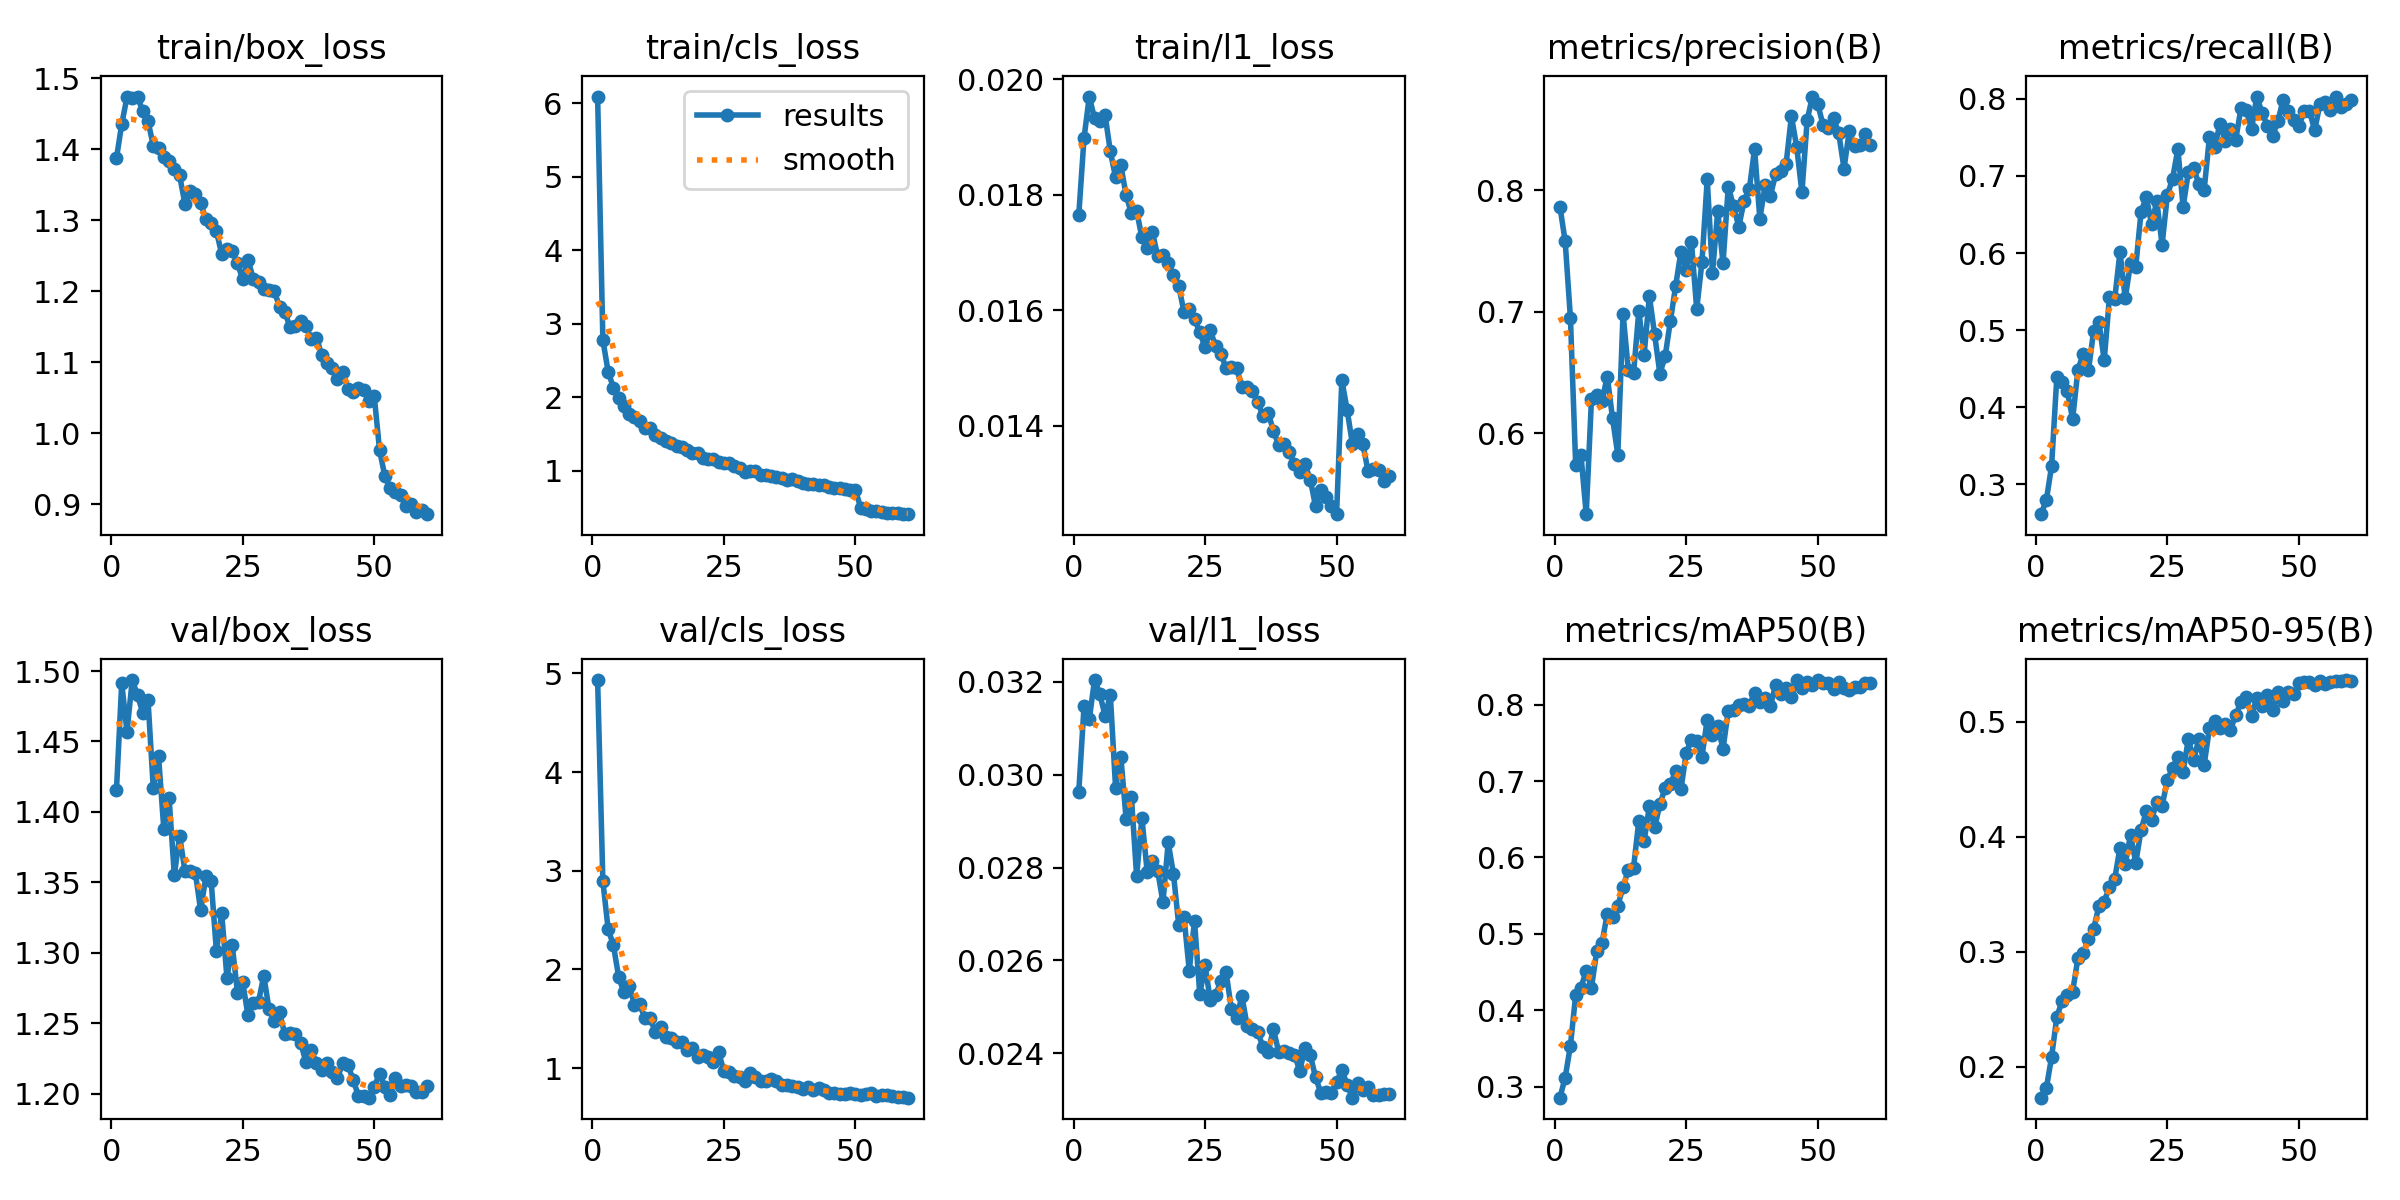 train/box_loss
1.5
1.4
1.3
1.2
1.1
1.0
0.9
0 25 50
train/cls_loss
results
smooth
6
5
4
3
2
1
0 25 50
train/l1_loss
0.020
0.018
0.016
0.014
0 25 50
metrics/precision(B)
0.8
0.7
0.6
0 25 50
metrics/recall(B)
0.8
0.7
0.6
0.5
0.4
0.3
0 25 50
val/box_loss
1.50
1.45
1.40
1.35
1.30
1.25
1.20
0 25 50
val/cls_loss
5
4
3
2
1
0 25 50
val/l1_loss
0.032
0.030
0.028
0.026
0.024
0 25 50
metrics/mAP50(B)
0.8
0.7
0.6
0.5
0.4
0.3
0 25 50
metrics/mAP50-95(B)
0.5
0.4
0.3
0.2
0 25 50